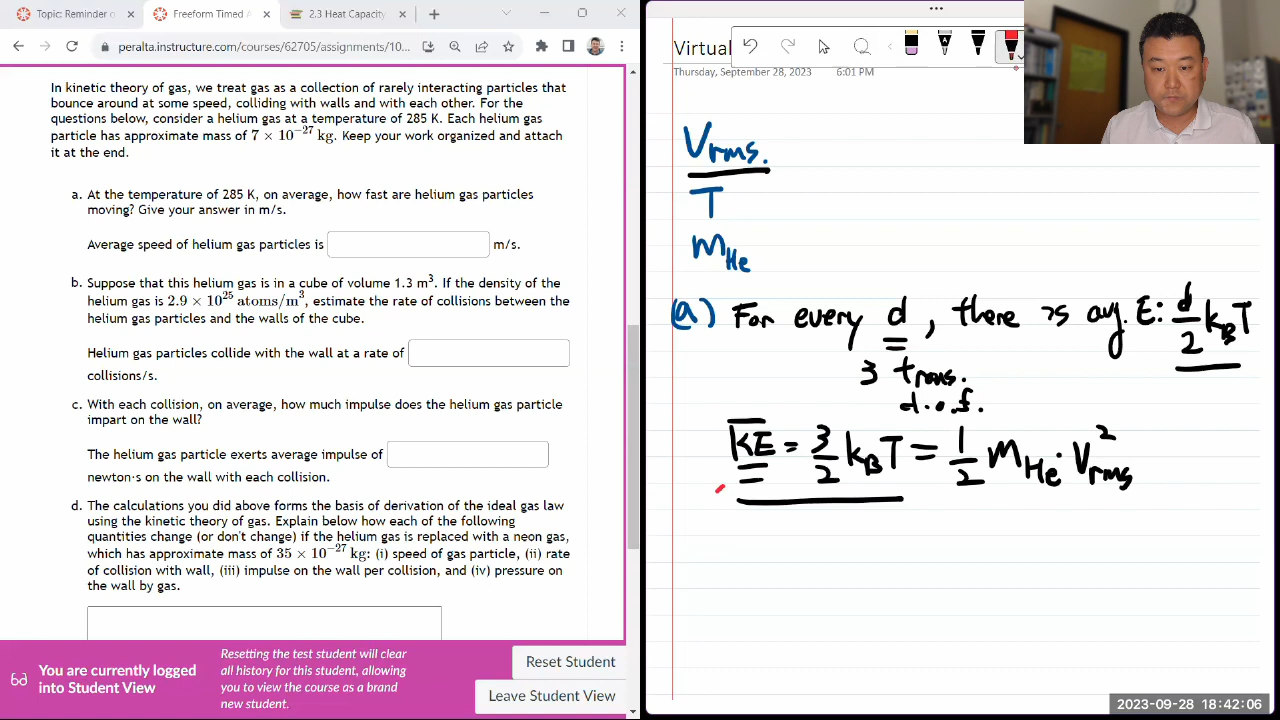 Topic: Reminder o
Freeform Timed A
2.3 Heat Capacit
peralta.instructure.com/courses/62705/assignments/10...
In kinetic theory of gas, we treat gas as a collection of rarely interacting particles that
bounce around at some speed, colliding with walls and with each other. For the
questions below, consider a helium gas at a temperature of 285 K. Each helium gas
particle has approximate mass of 7 × 10⁻²⁷ kg. Keep your work organized and attach
it at the end.
a. At the temperature of 285 K, on average, how fast are helium gas particles
moving? Give your answer in m/s.
Average speed of helium gas particles is m/s.
b. Suppose that this helium gas is in a cube of volume 1.3 m³. If the density of the
helium gas is 2.9 × 10²⁵ atoms/m³, estimate the rate of collisions between the
helium gas particles and the walls of the cube.
Helium gas particles collide with the wall at a rate of
collisions/s.
c. With each collision, on average, how much impulse does the helium gas particle
impart on the wall?
The helium gas particle exerts average impulse of
newton·s on the wall with each collision.
d. The calculations you did above forms the basis of derivation of the ideal gas law
using the kinetic theory of gas. Explain below how each of the following
quantities change (or don't change) if the helium gas is replaced with a neon gas,
which has approximate mass of 35 × 10⁻²⁷ kg: (i) speed of gas particle, (ii) rate
of collision with wall, (iii) impulse on the wall per collision, and (iv) pressure on
the wall by gas.
You are currently logged
into Student View
Resetting the test student will clear
all history for this student, allowing
you to view the course as a brand
new student.
Reset Student
Leave Student View
Virtual
Thursday, September 28, 2023 6:01 PM
Vrms.
T
mHe
(a) For every d, there is avg. E: d/2 kBT
3 trans.
d.o.f.
KE = 3/2 kBT = 1/2 mHe · Vrms²
2023-09-28 18:42:06